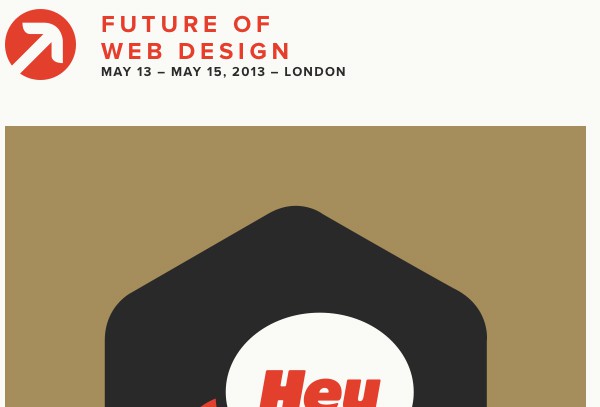 FUTURE OF
WEB DESIGN
MAY 13 – MAY 15, 2013 – LONDON
Hey